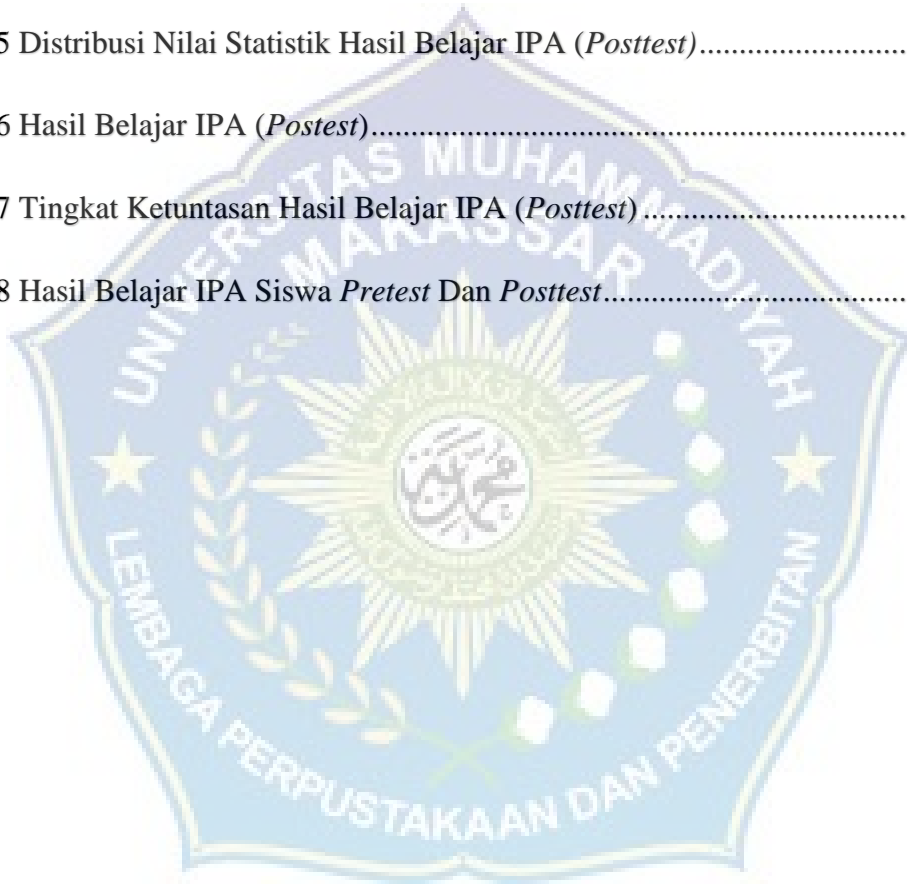 5 Distribusi Nilai Statistik Hasil Belajar IPA (Posttest)............................
6 Hasil Belajar IPA (Postest)....................................................................
7 Tingkat Ketuntasan Hasil Belajar IPA (Posttest)..................................
8 Hasil Belajar IPA Siswa Pretest Dan Posttest.......................................
UNIVERSITAS MUHAMMADIYAH
MAKASSAR
LEMBAGA PERPUSTAKAAN DAN PENERBITAN